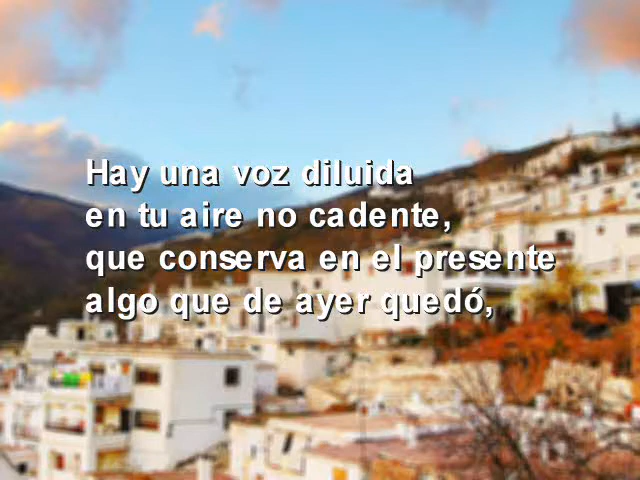 Hay una voz diluida
en tu aire no cadente,
que conserva en el presente
algo que de ayer quedó,